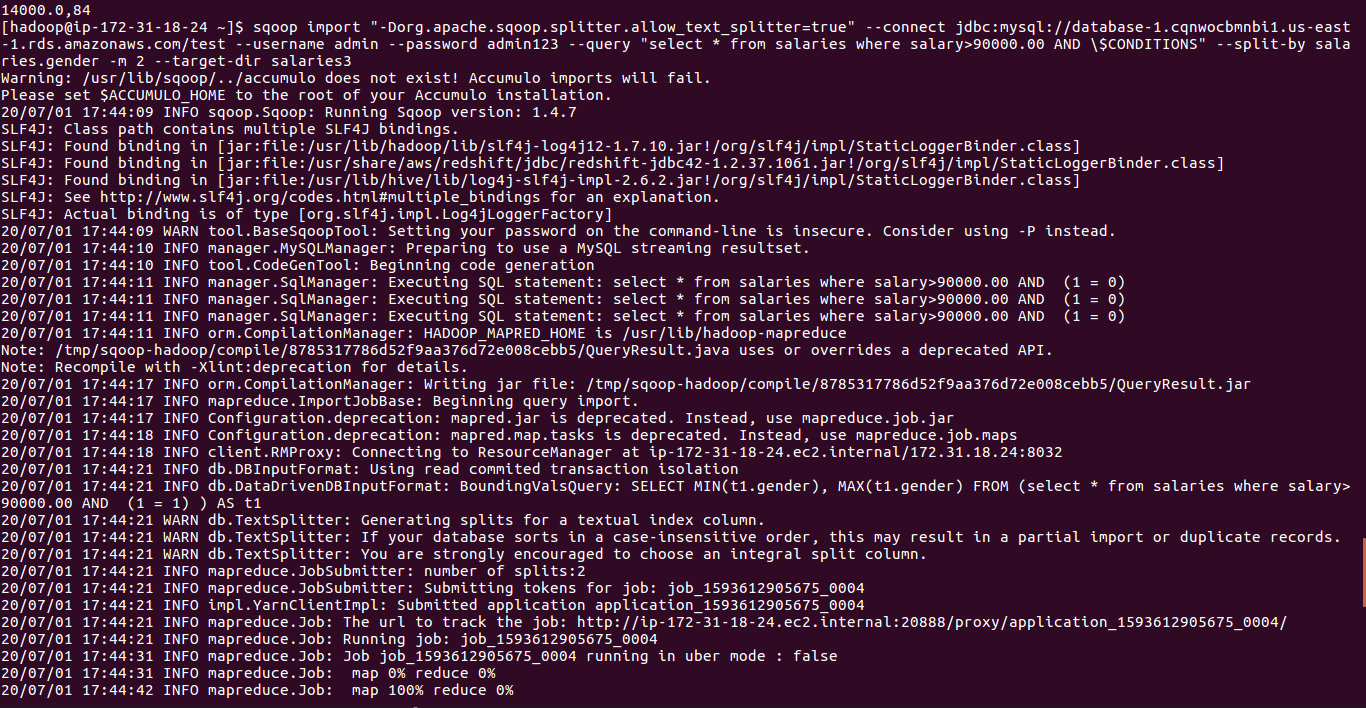 14000.0,84
[hadoop@ip-172-31-18-24 ~]$ sqoop import "-Dorg.apache.sqoop.splitter.allow_text_splitter=true" --connect jdbc:mysql://database-1.cqnwocbmnbi1.us-east
-1.rds.amazonaws.com/test --username admin --password admin123 --query "select * from salaries where salary>90000.00 AND \$CONDITIONS" --split-by sala
ries.gender -m 2 --target-dir salaries3
Warning: /usr/lib/sqoop/../accumulo does not exist! Accumulo imports will fail.
Please set $ACCUMULO_HOME to the root of your Accumulo installation.
20/07/01 17:44:09 INFO sqoop.Sqoop: Running Sqoop version: 1.4.7
SLF4J: Class path contains multiple SLF4J bindings.
SLF4J: Found binding in [jar:file:/usr/lib/hadoop/lib/slf4j-log4j12-1.7.10.jar!/org/slf4j/impl/StaticLoggerBinder.class]
SLF4J: Found binding in [jar:file:/usr/share/aws/redshift/jdbc/redshift-jdbc42-1.2.37.1061.jar!/org/slf4j/impl/StaticLoggerBinder.class]
SLF4J: Found binding in [jar:file:/usr/lib/hive/lib/log4j-slf4j-impl-2.6.2.jar!/org/slf4j/impl/StaticLoggerBinder.class]
SLF4J: See http://www.slf4j.org/codes.html#multiple_bindings for an explanation.
SLF4J: Actual binding is of type [org.slf4j.impl.Log4jLoggerFactory]
20/07/01 17:44:09 WARN tool.BaseSqoopTool: Setting your password on the command-line is insecure. Consider using -P instead.
20/07/01 17:44:10 INFO manager.MySQLManager: Preparing to use a MySQL streaming resultset.
20/07/01 17:44:10 INFO tool.CodeGenTool: Beginning code generation
20/07/01 17:44:11 INFO manager.SqlManager: Executing SQL statement: select * from salaries where salary>90000.00 AND  (1 = 0)
20/07/01 17:44:11 INFO manager.SqlManager: Executing SQL statement: select * from salaries where salary>90000.00 AND  (1 = 0)
20/07/01 17:44:11 INFO manager.SqlManager: Executing SQL statement: select * from salaries where salary>90000.00 AND  (1 = 0)
20/07/01 17:44:11 INFO orm.CompilationManager: HADOOP_MAPRED_HOME is /usr/lib/hadoop-mapreduce
Note: /tmp/sqoop-hadoop/compile/8785317786d52f9aa376d72e008cebb5/QueryResult.java uses or overrides a deprecated API.
Note: Recompile with -Xlint:deprecation for details.
20/07/01 17:44:17 INFO orm.CompilationManager: Writing jar file: /tmp/sqoop-hadoop/compile/8785317786d52f9aa376d72e008cebb5/QueryResult.jar
20/07/01 17:44:17 INFO mapreduce.ImportJobBase: Beginning query import.
20/07/01 17:44:17 INFO Configuration.deprecation: mapred.jar is deprecated. Instead, use mapreduce.job.jar
20/07/01 17:44:18 INFO Configuration.deprecation: mapred.map.tasks is deprecated. Instead, use mapreduce.job.maps
20/07/01 17:44:18 INFO client.RMProxy: Connecting to ResourceManager at ip-172-31-18-24.ec2.internal/172.31.18.24:8032
20/07/01 17:44:21 INFO db.DBInputFormat: Using read commited transaction isolation
20/07/01 17:44:21 INFO db.DataDrivenDBInputFormat: BoundingValsQuery: SELECT MIN(t1.gender), MAX(t1.gender) FROM (select * from salaries where salary>
90000.00 AND  (1 = 1) ) AS t1
20/07/01 17:44:21 WARN db.TextSplitter: Generating splits for a textual index column.
20/07/01 17:44:21 WARN db.TextSplitter: If your database sorts in a case-insensitive order, this may result in a partial import or duplicate records.
20/07/01 17:44:21 WARN db.TextSplitter: You are strongly encouraged to choose an integral split column.
20/07/01 17:44:21 INFO mapreduce.JobSubmitter: number of splits:2
20/07/01 17:44:21 INFO mapreduce.JobSubmitter: Submitting tokens for job: job_1593612905675_0004
20/07/01 17:44:21 INFO impl.YarnClientImpl: Submitted application application_1593612905675_0004
20/07/01 17:44:21 INFO mapreduce.Job: The url to track the job: http://ip-172-31-18-24.ec2.internal:20888/proxy/application_1593612905675_0004/
20/07/01 17:44:21 INFO mapreduce.Job: Running job: job_1593612905675_0004
20/07/01 17:44:31 INFO mapreduce.Job: Job job_1593612905675_0004 running in uber mode : false
20/07/01 17:44:31 INFO mapreduce.Job:  map 0% reduce 0%
20/07/01 17:44:42 INFO mapreduce.Job:  map 100% reduce 0%